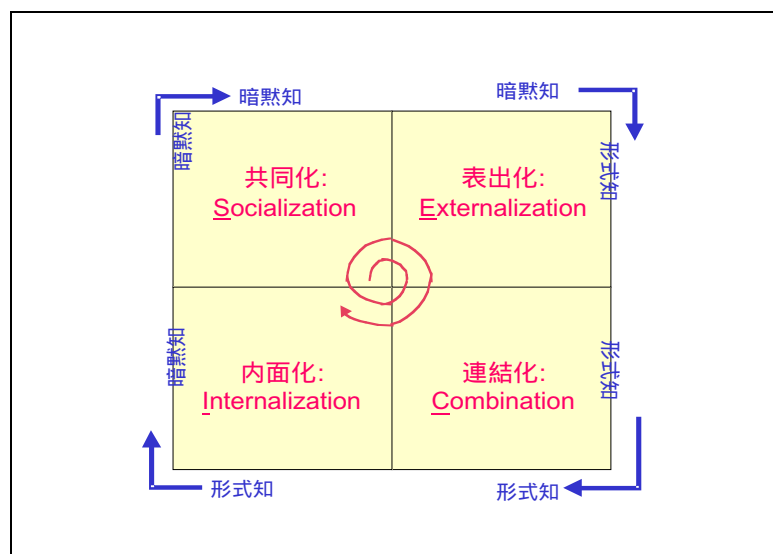 暗黙知
暗黙知
暗黙知
形式知
共同化:
Socialization
表出化:
Externalization
暗黙知
形式知
内面化:
Internalization
連結化:
Combination
形式知
形式知